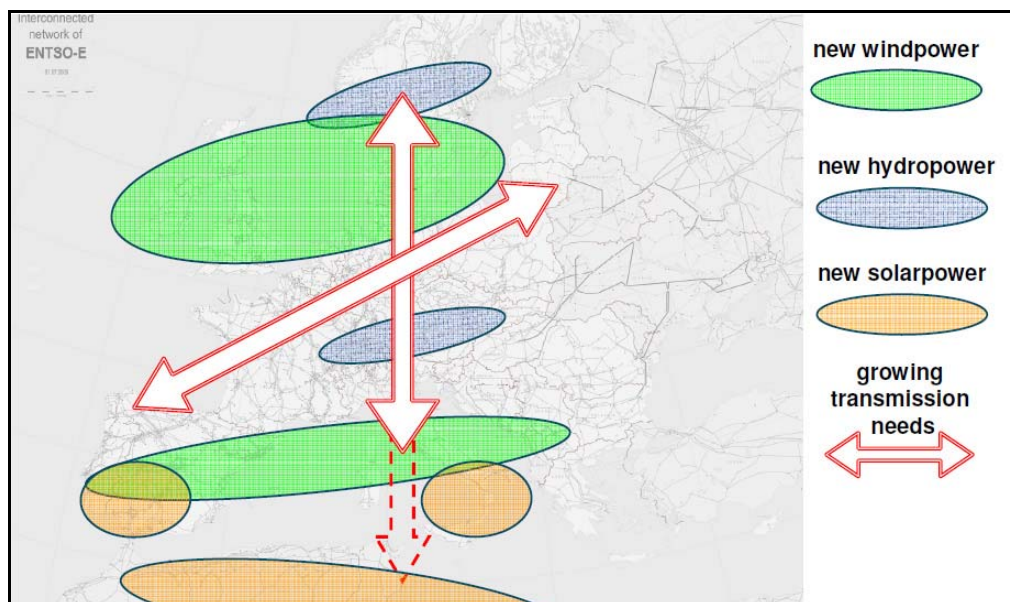 Interconnected
network of
ENTSO-E
new windpower
new hydropower
new solarpower
growing
transmission
needs